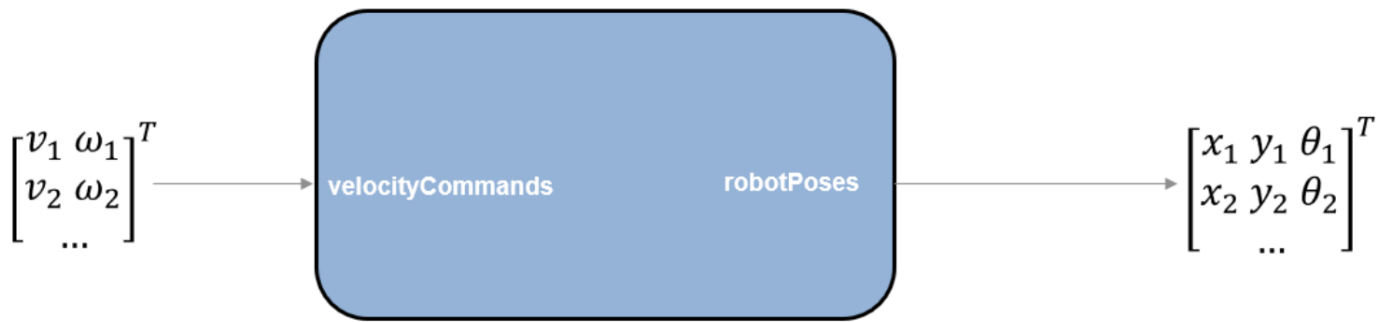 [v₁ ω₁
v₂ ω₂
...]ᵀ
velocityCommands
robotPoses
[x₁ y₁ θ₁
x₂ y₂ θ₂
...]ᵀ